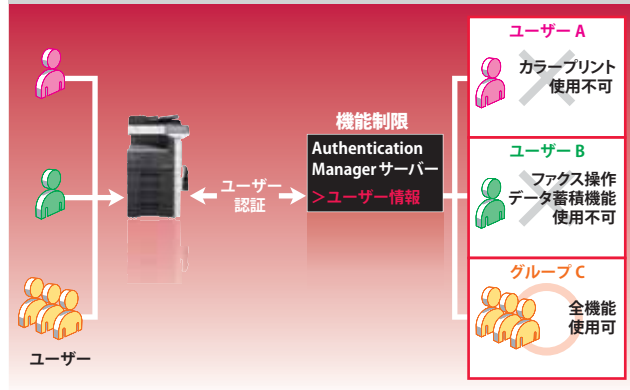 ユーザー
ユーザー
認証
機能制限
Authentication
Managerサーバー
>ユーザー情報
ユーザー A
カラープリント
使用不可
ユーザー B
ファクス操作
データ蓄積機能
使用不可
グループ C
全機能
使用可